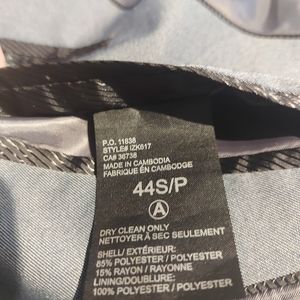 P.O. 11638
STYLE# IZK617
CA# 36738
MADE IN CAMBODIA
FABRIQUÉ EN CAMBODGE
44S/P
A
DRY CLEAN ONLY
NETTOYER À SEC SEULEMENT
SHELL/ EXTÉRIEUR:
85% POLYESTER / POLYESTER
15% RAYON / RAYONNE
LINING/DOUBLURE:
100% POLYESTER / POLYESTER